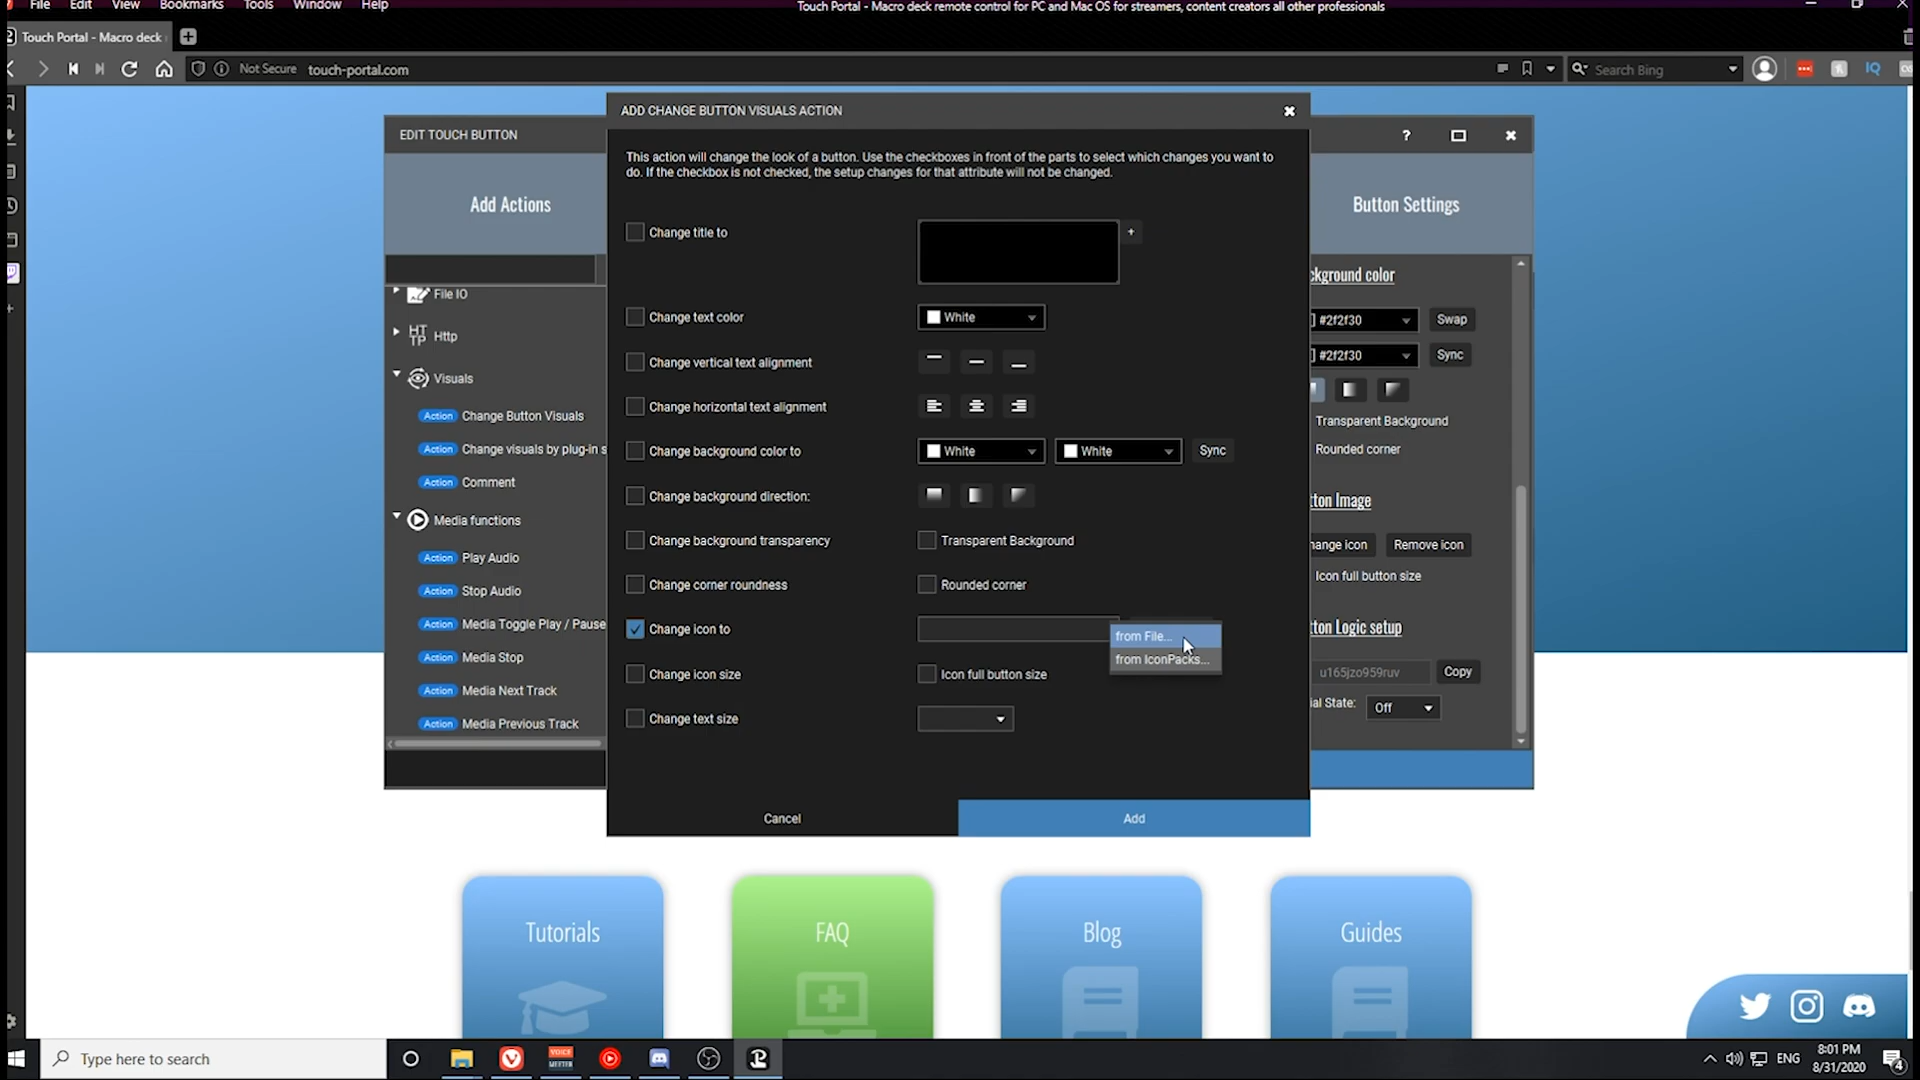 File Edit View Bookmarks Tools Window Help
Touch Portal - Macro deck remote control for PC and Mac OS for streamers, content creators all other professionals
Touch Portal - Macro deck
Not Secure touch-portal.com
Search Bing
IQ
EDIT TOUCH BUTTON
ADD CHANGE BUTTON VISUALS ACTION
Add Actions
Button Settings
This action will change the look of a button. Use the checkboxes in front of the parts to select which changes you want to
do. If the checkbox is not checked, the setup changes for that attribute will not be changed.
File IO
HT
TP
Http
Visuals
Action Change Button Visuals
Action Change visuals by plug-in s
Action Comment
Media functions
Action Play Audio
Action Stop Audio
Action Media Toggle Play / Pause
Action Media Stop
Action Media Next Track
Action Media Previous Track
Change title to
+
Change text color
White
Change vertical text alignment
Change horizontal text alignment
Change background color to
White
White
Sync
Change background direction:
Change background transparency
Transparent Background
Change corner roundness
Rounded corner
Change icon to
from File...
from IconPacks...
Change icon size
Icon full button size
Change text size
Cancel
Add
?
ckground color
#2f2f30
Swap
#2f2f30
Sync
Transparent Background
Rounded corner
tton Image
hange icon
Remove icon
Icon full button size
tton Logic setup
u165jzo959ruv
Copy
ial State:
Off
Tutorials
FAQ
Blog
Guides
Type here to search
VOICE
MEETER
ENG
8:01 PM
8/31/2020
4